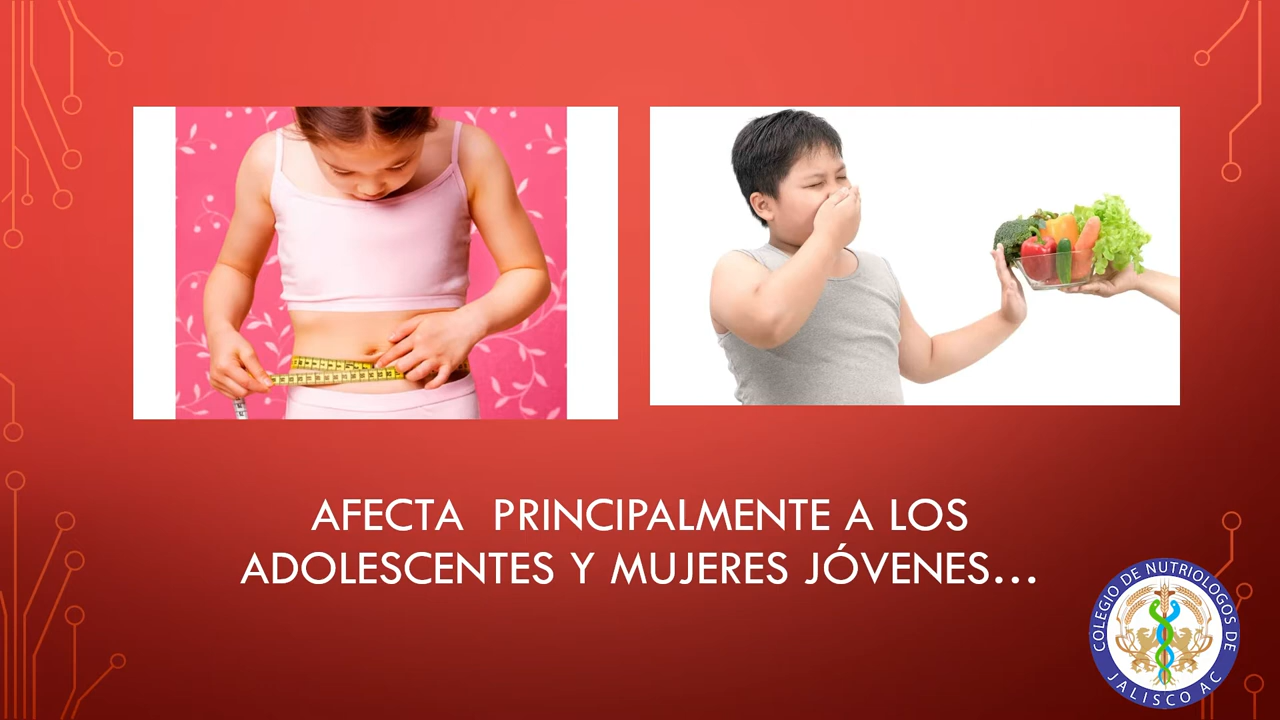 AFECTA PRINCIPALMENTE A LOS
ADOLESCENTES Y MUJERES JÓVENES...
COLEGIO DE NUTRIOLOGOS DE
JALISCO AC